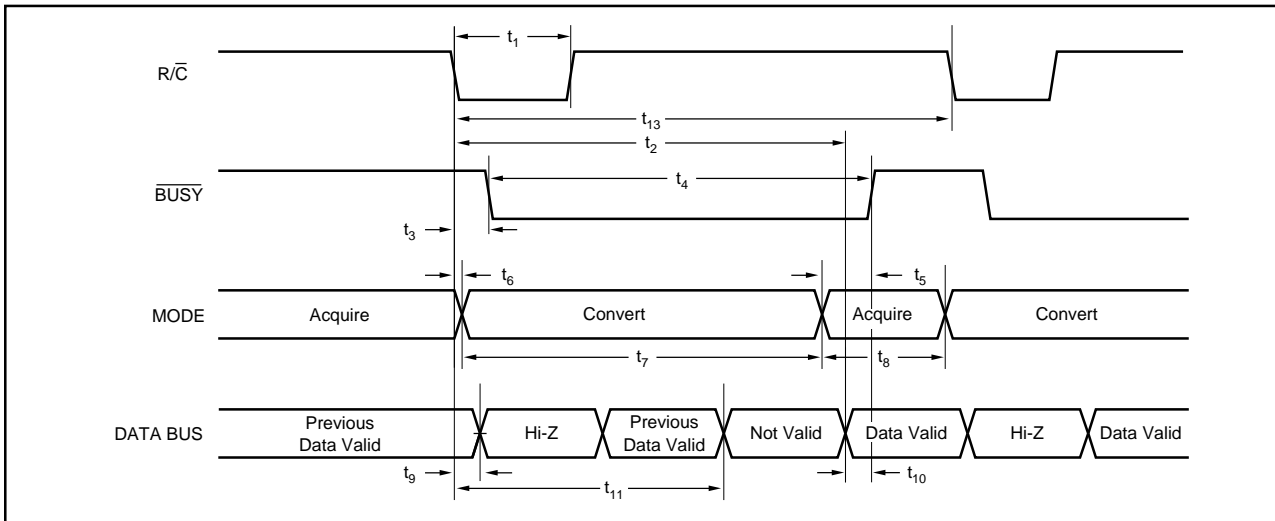 t₁
R/C̅
t₁₃
t₂
B̅U̅S̅Y̅
t₄
t₃
t₆
t₅
MODE
Acquire
Convert
Acquire
Convert
t₇
t₈
DATA BUS
Previous
Data Valid
Hi-Z
Previous
Data Valid
Not Valid
Data Valid
Hi-Z
Data Valid
t₉
t₁₀
t₁₁